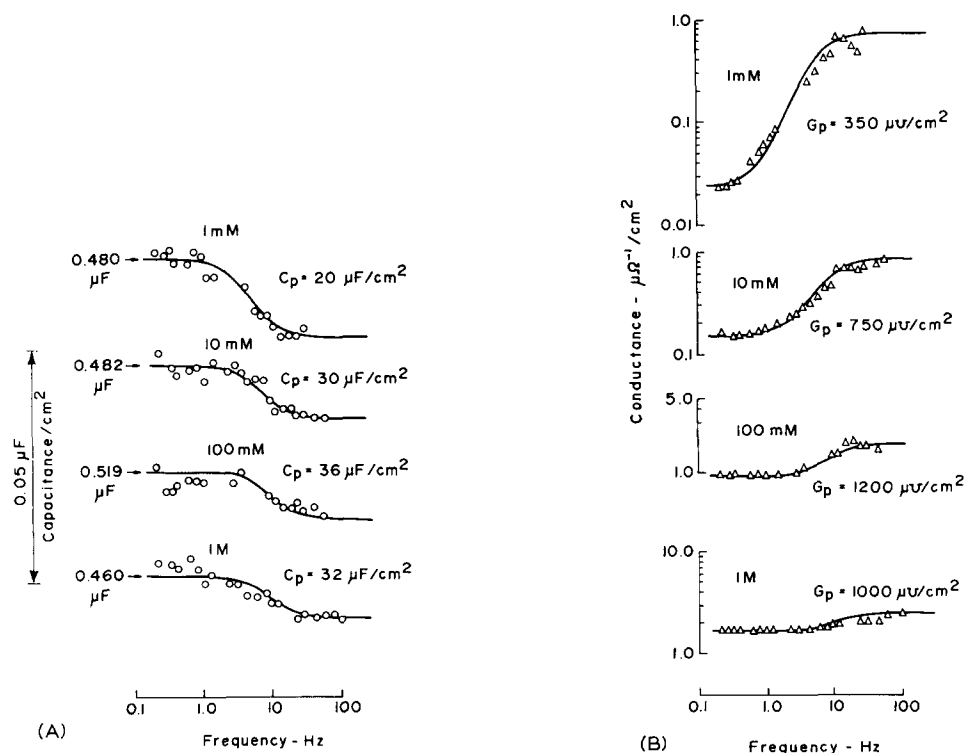 1mM
0.480
µF
Cp = 20 µF/cm²
10 mM
0.482
µF
Cp = 30 µF/cm²
100 mM
0.519
µF
Cp = 36 µF/cm²
1M
0.460
µF
Cp = 32 µF/cm²
0.05 µF
Capacitance/cm²
0.1 1.0 10 100
Frequency - Hz
(A)
1.0
1mM
0.1
Gp = 350 µ℧/cm²
0.01
1.0
10 mM
0.1
Gp = 750 µ℧/cm²
5.0
100 mM
1.0
Gp = 1200 µ℧/cm²
10.0
1M
Gp = 1000 µ℧/cm²
1.0
Conductance - µΩ⁻¹/cm²
0.1 1.0 10 100
Frequency - Hz
(B)